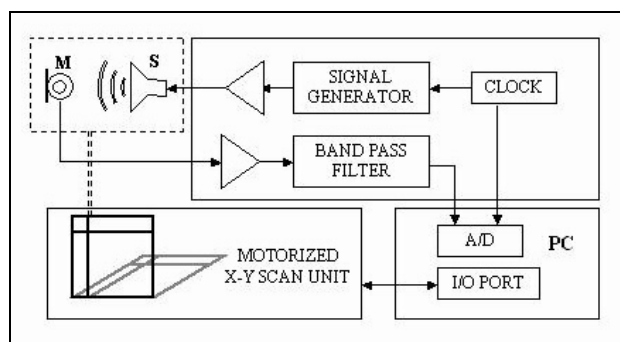 M
S
SIGNAL
GENERATOR
CLOCK
BAND PASS
FILTER
A/D
PC
MOTORIZED
X-Y SCAN UNIT
I/O PORT